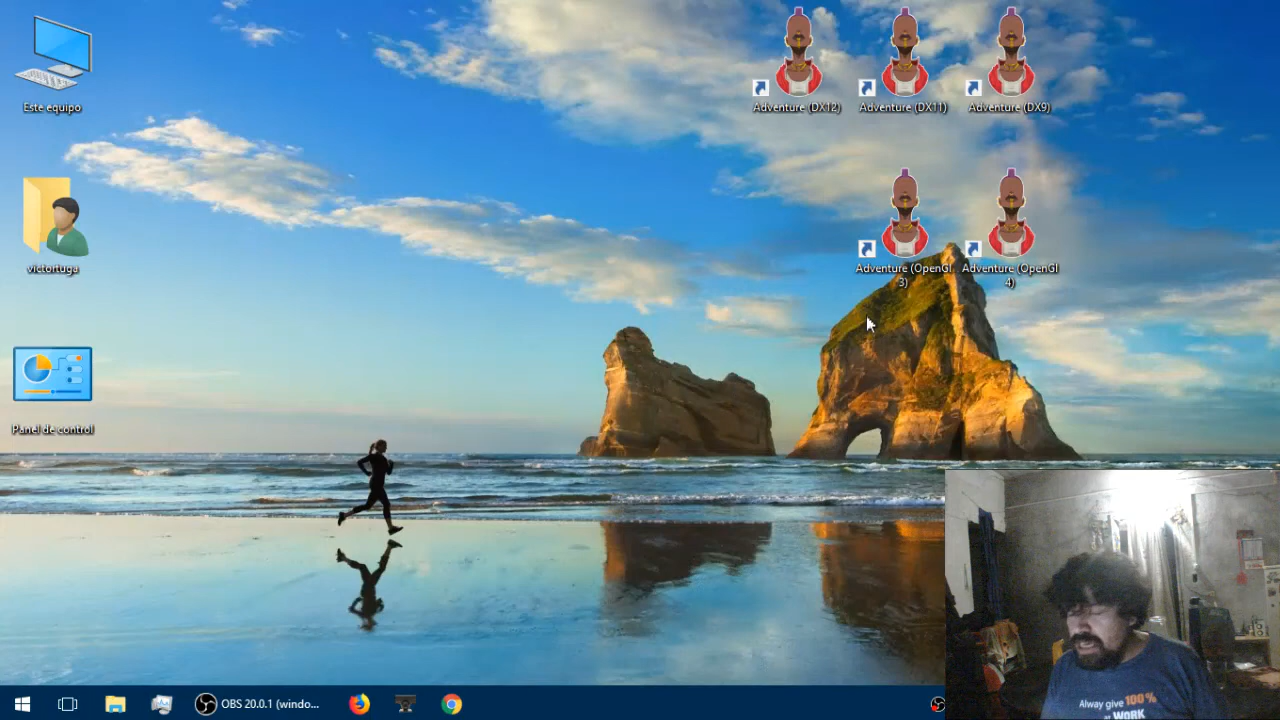 Este equipo
Adventure (DX12)
Adventure (DX11)
Adventure (DX9)
victortuga
Adventure (OpenGl
3)
Adventure (OpenGl
4)
Panel de control
OBS 20.0.1 (windo...
Alway give 100%
WORK